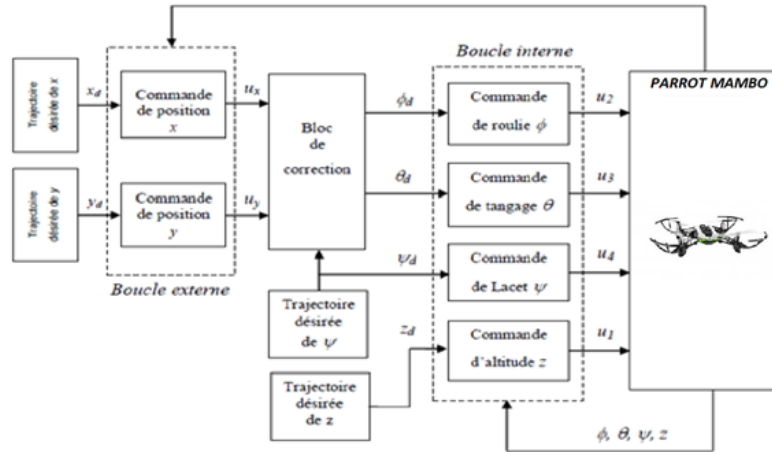 Boucle interne
PARROT MAMBO
Trajectoire
désirée de x
x_d
Commande
de position
x
u_x
Bloc
de
correction
ϕ_d
Commande
de roulie ϕ
u_2
Trajectoire
désirée de y
y_d
Commande
de position
y
u_y
θ_d
Commande
de tangage θ
u_3
Boucle externe
ψ_d
Commande
de Lacet ψ
u_4
Trajectoire
désirée
de ψ
z_d
Commande
d'altitude z
u_1
Trajectoire
désirée
de z
ϕ, θ, ψ, z